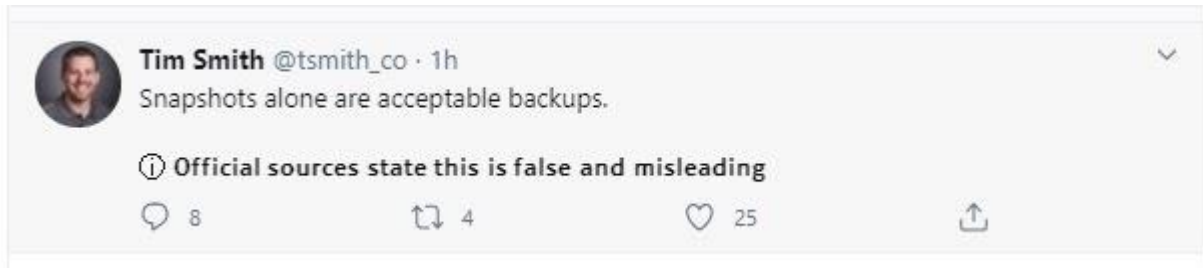 Tim Smith @tsmith_co · 1h
Snapshots alone are acceptable backups.
Official sources state this is false and misleading
8 4 25